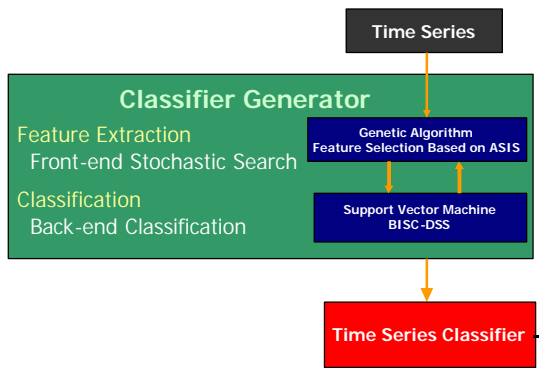 Time Series
Classifier Generator
Feature Extraction
Front-end Stochastic Search
Genetic Algorithm
Feature Selection Based on ASIS
Classification
Back-end Classification
Support Vector Machine
BISC-DSS
Time Series Classifier